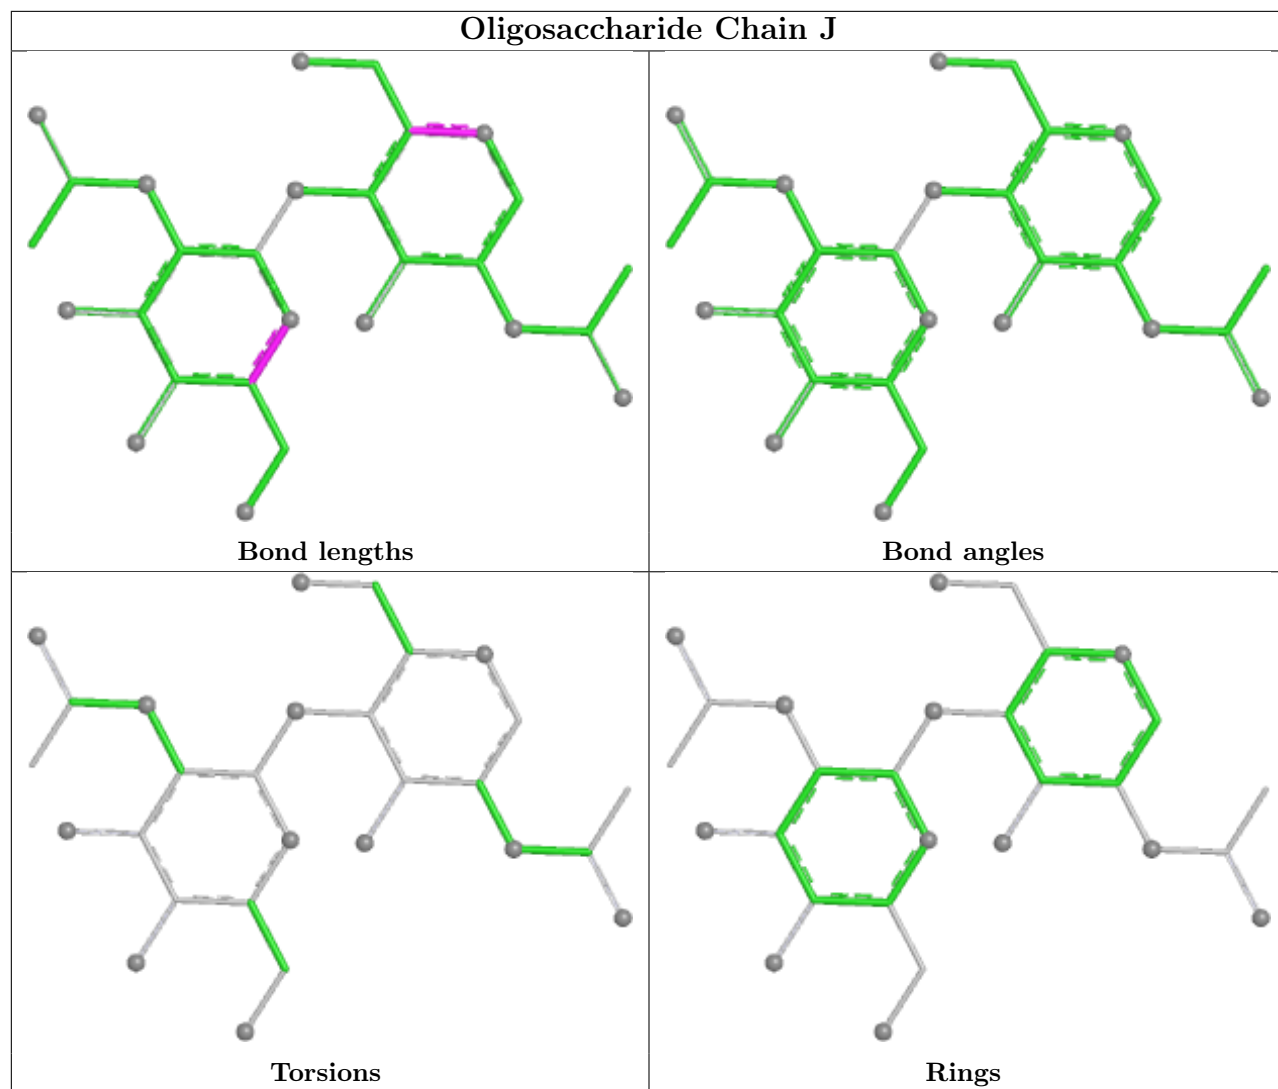 Oligosaccharide Chain J
Bond lengths
Bond angles
Torsions
Rings